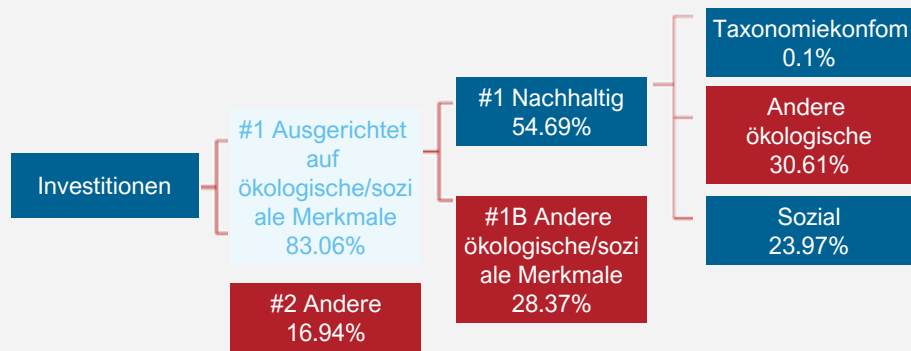 Investitionen
#1 Ausgerichtet
auf
ökologische/sozi
ale Merkmale
83.06%
#2 Andere
16.94%
#1 Nachhaltig
54.69%
#1B Andere
ökologische/sozi
ale Merkmale
28.37%
Taxonomiekonfom
0.1%
Andere
ökologische
30.61%
Sozial
23.97%